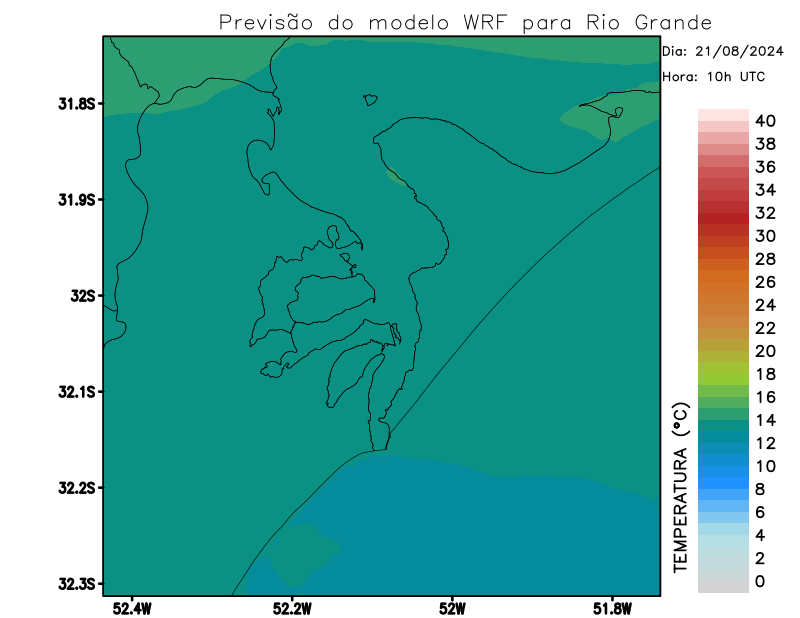 Previsão do modelo WRF para Rio Grande
Dia: 21/08/2024
Hora: 10h UTC
31.8S
31.9S
32S
32.1S
32.2S
32.3S
52.4W
52.2W
52W
51.8W
TEMPERATURA (°C)
40
38
36
34
32
30
28
26
24
22
20
18
16
14
12
10
8
6
4
2
0